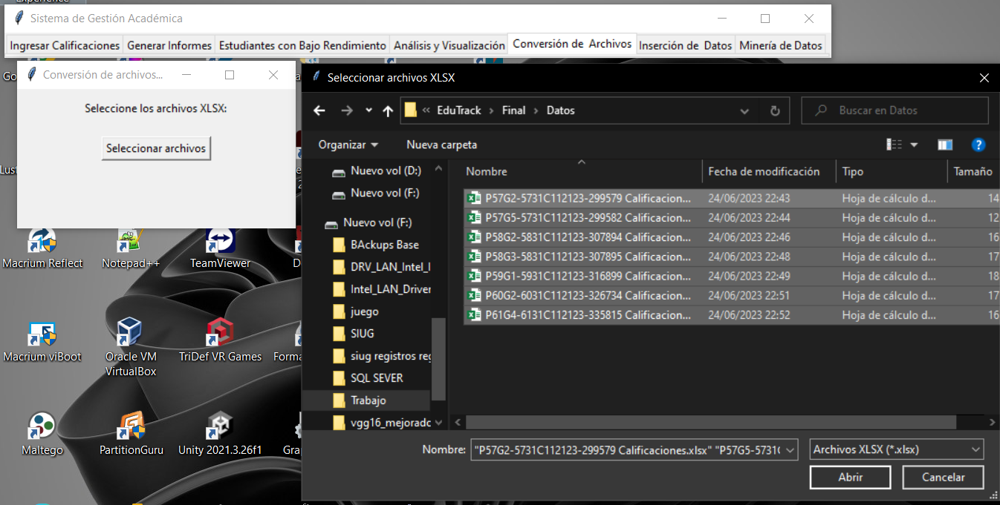 Experience
Sistema de Gestión Académica
Ingresar Calificaciones Generar Informes Estudiantes con Bajo Rendimiento Análisis y Visualización Conversión de Archivos Inserción de Datos Minería de Datos
Conversión de archivos...
Seleccione los archivos XLSX:
Seleccionar archivos
Macrium Reflect
Notepad++
TeamViewer
Macrium viBoot
Oracle VM
VirtualBox
TriDef VR Games
Forma
Maltego
PartitionGuru
Unity 2021.3.26f1
Gra
Seleccionar archivos XLSX
« EduTrack › Final › Datos
Buscar en Datos
Organizar
Nueva carpeta
Nuevo vol (D:)
Nuevo vol (F:)
Nuevo vol (F:)
BAckups Base
DRV_LAN_Intel_I
Intel_LAN_Driver
juego
SIUG
siug registros reg
SQL SEVER
Trabajo
vgg16_mejorado
Nombre Fecha de modificación Tipo Tamaño
P57G2-5731C112123-299579 Calificacion... 24/06/2023 22:43 Hoja de cálculo d... 14
P57G5-5731C112123-299582 Calificacion... 24/06/2023 22:44 Hoja de cálculo d... 12
P58G2-5831C112123-307894 Calificacion... 24/06/2023 22:46 Hoja de cálculo d... 16
P58G3-5831C112123-307895 Calificacion... 24/06/2023 22:48 Hoja de cálculo d... 17
P59G1-5931C112123-316899 Calificacion... 24/06/2023 22:49 Hoja de cálculo d... 18
P60G2-6031C112123-326734 Calificacion... 24/06/2023 22:51 Hoja de cálculo d... 17
P61G4-6131C112123-335815 Calificacion... 24/06/2023 22:52 Hoja de cálculo d... 16
Nombre: "P57G2-5731C112123-299579 Calificaciones.xlsx" "P57G5-5731(
Archivos XLSX (*.xlsx)
Abrir
Cancelar